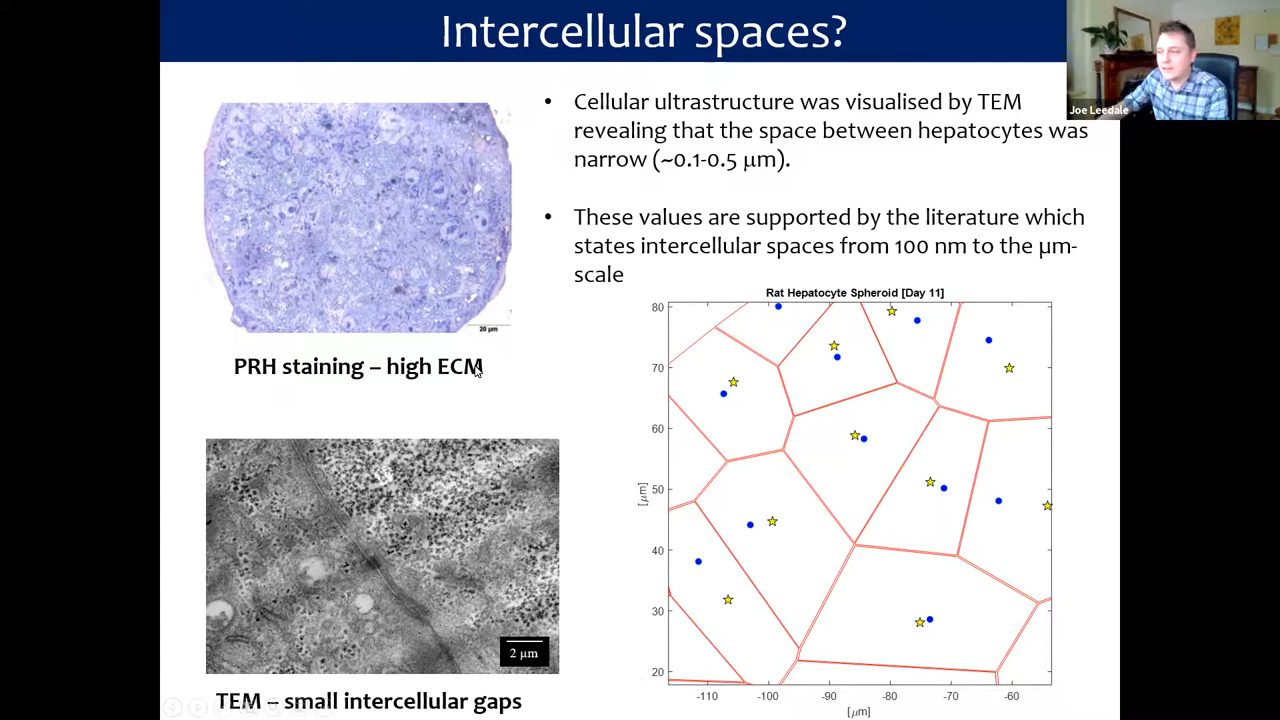 Intercellular spaces?
Joe Leedale
• Cellular ultrastructure was visualised by TEM
revealing that the space between hepatocytes was
narrow (~0.1-0.5 µm).
• These values are supported by the literature which
states intercellular spaces from 100 nm to the µm-
scale
20 µm
PRH staining – high ECM
2 µm
TEM – small intercellular gaps
Rat Hepatocyte Spheroid [Day 11]
80
70
60
50
40
30
20
[µm]
-110 -100 -90 -80 -70 -60
[µm]